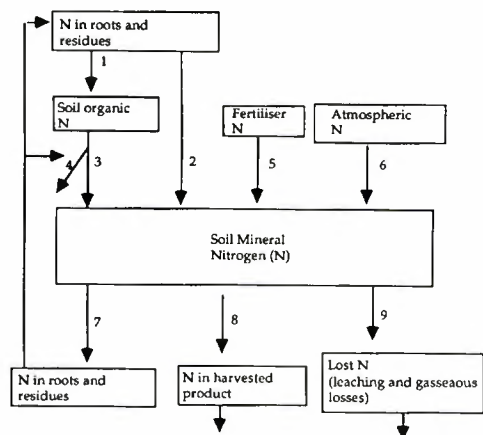 N in roots and
residues
1
Soil organic
N
Fertiliser
N
Atmospheric
N
4
3
2
5
6
Soil Mineral
Nitrogen (N)
7
8
9
N in roots and
residues
N in harvested
product
Lost N
(leaching and gasseaous
losses)